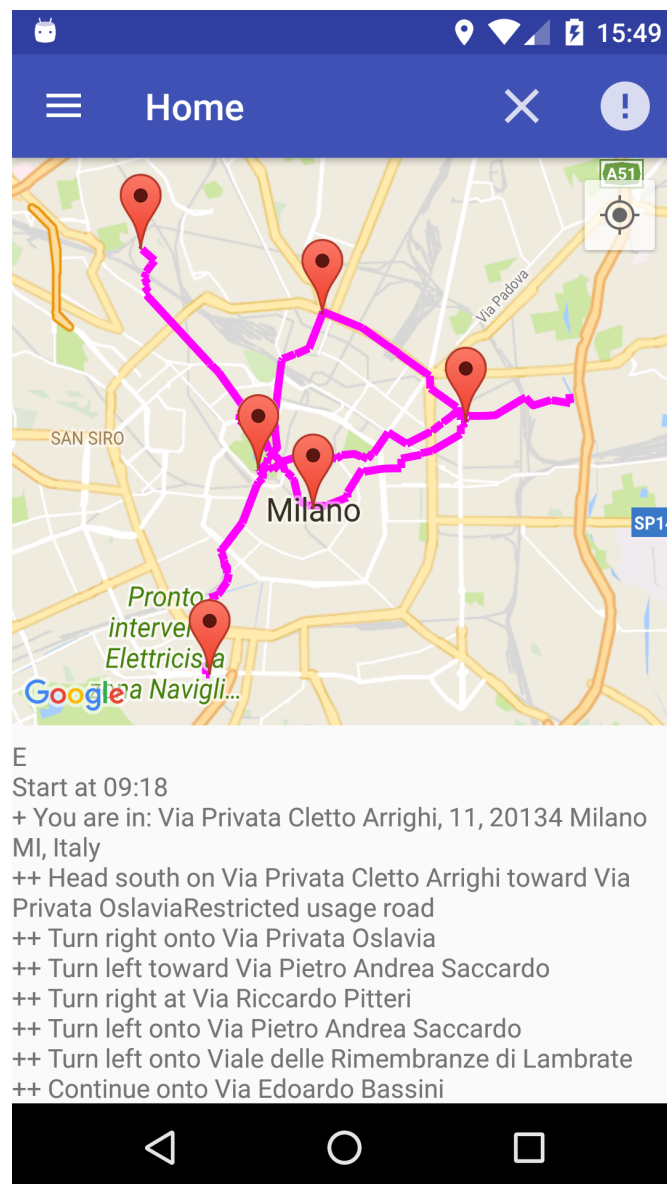 15:49
Home
A51
Via Padova
SAN SIRO
Milano
SP14
Pronto
Elettricista
Navigli...
Google
E
Start at 09:18
+ You are in: Via Privata Cletto Arrighi, 11, 20134 Milano
MI, Italy
++ Head south on Via Privata Cletto Arrighi toward Via
Privata OslaviaRestricted usage road
++ Turn right onto Via Privata Oslavia
++ Turn left toward Via Pietro Andrea Saccardo
++ Turn right at Via Riccardo Pitteri
++ Turn left onto Via Pietro Andrea Saccardo
++ Turn left onto Viale delle Rimembranze di Lambrate
++ Continue onto Via Edoardo Bassini